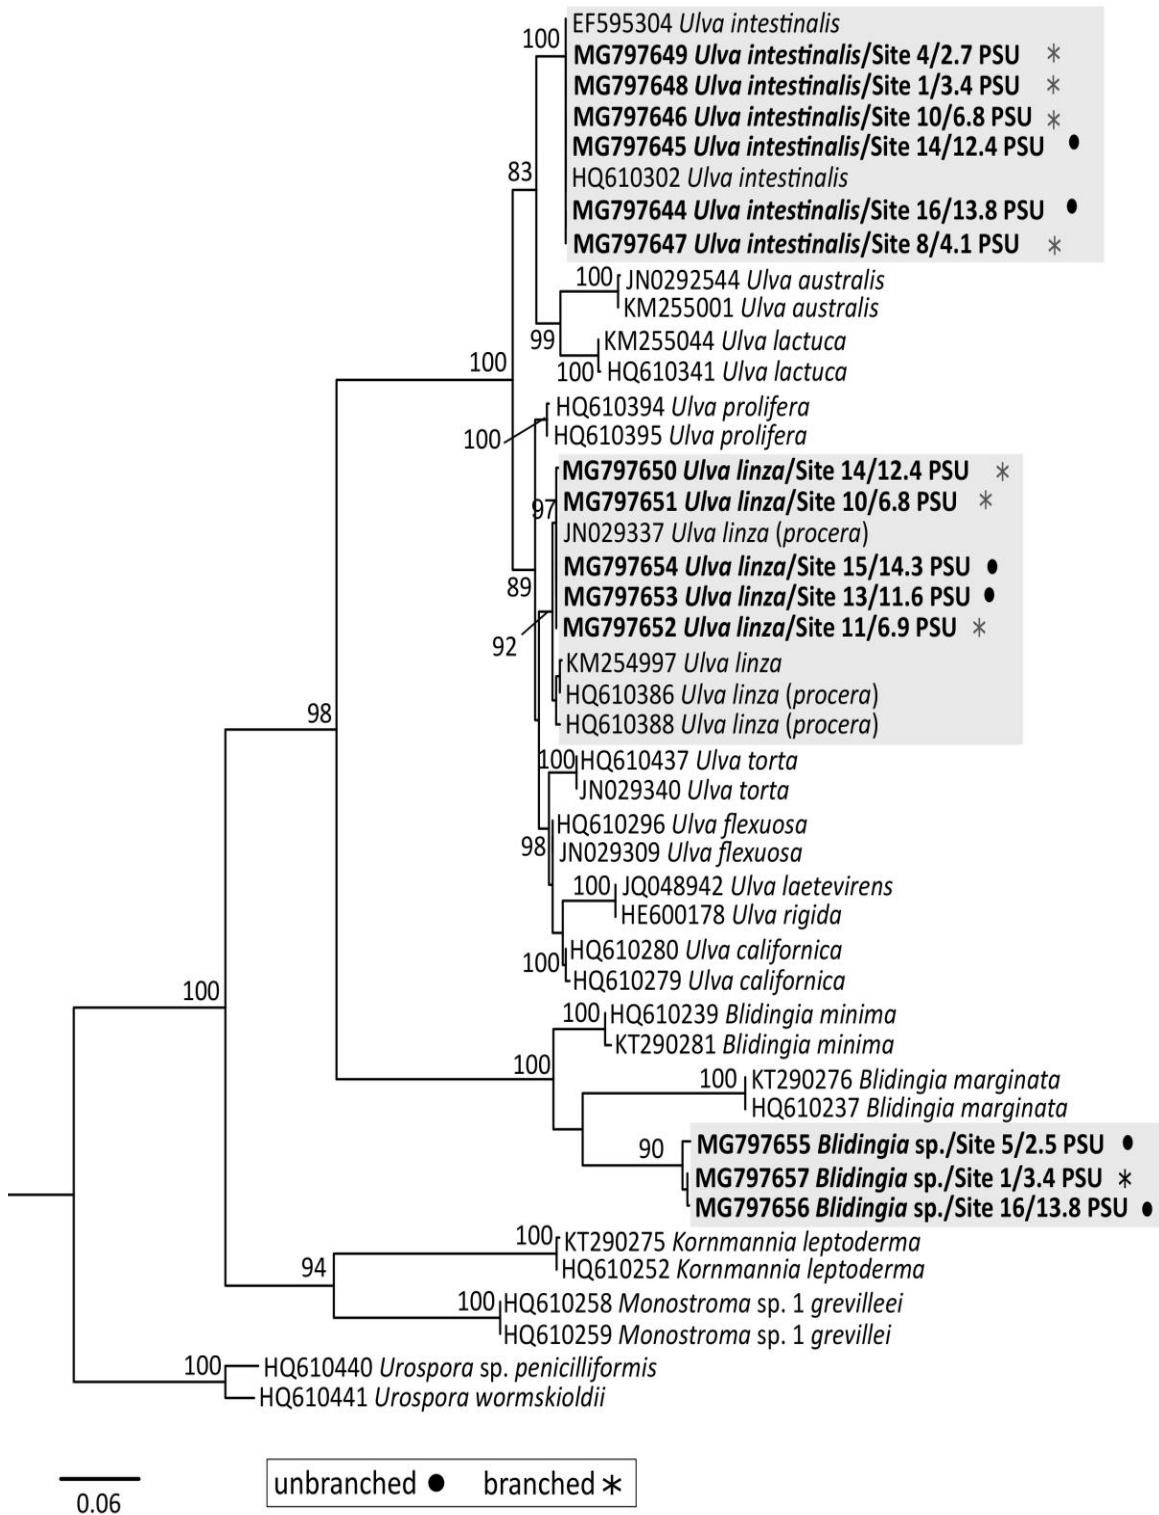 EF595304 Ulva intestinalis
100
MG797649 Ulva intestinalis/Site 4/2.7 PSU *
MG797648 Ulva intestinalis/Site 1/3.4 PSU *
MG797646 Ulva intestinalis/Site 10/6.8 PSU *
MG797645 Ulva intestinalis/Site 14/12.4 PSU ●
83
HQ610302 Ulva intestinalis
MG797644 Ulva intestinalis/Site 16/13.8 PSU ●
MG797647 Ulva intestinalis/Site 8/4.1 PSU *
100
JN0292544 Ulva australis
KM255001 Ulva australis
99
KM255044 Ulva lactuca
100
100
HQ610341 Ulva lactuca
HQ610394 Ulva prolifera
100
HQ610395 Ulva prolifera
MG797650 Ulva linza/Site 14/12.4 PSU *
97
MG797651 Ulva linza/Site 10/6.8 PSU *
JN029337 Ulva linza (procera)
MG797654 Ulva linza/Site 15/14.3 PSU ●
89
MG797653 Ulva linza/Site 13/11.6 PSU ●
92
MG797652 Ulva linza/Site 11/6.9 PSU *
KM254997 Ulva linza
HQ610386 Ulva linza (procera)
98
HQ610388 Ulva linza (procera)
100
HQ610437 Ulva torta
JN029340 Ulva torta
HQ610296 Ulva flexuosa
98
JN029309 Ulva flexuosa
100
JQ048942 Ulva laetevirens
HE600178 Ulva rigida
HQ610280 Ulva californica
100
HQ610279 Ulva californica
100
100
HQ610239 Blidingia minima
KT290281 Blidingia minima
100
100
KT290276 Blidingia marginata
HQ610237 Blidingia marginata
90
MG797655 Blidingia sp./Site 5/2.5 PSU ●
MG797657 Blidingia sp./Site 1/3.4 PSU *
MG797656 Blidingia sp./Site 16/13.8 PSU ●
100
KT290275 Kornmannia leptoderma
94
HQ610252 Kornmannia leptoderma
100
HQ610258 Monostroma sp. 1 grevilleei
HQ610259 Monostroma sp. 1 grevillei
100
HQ610440 Urospora sp. penicilliformis
HQ610441 Urospora wormskioldii
unbranched ● branched *
0.06